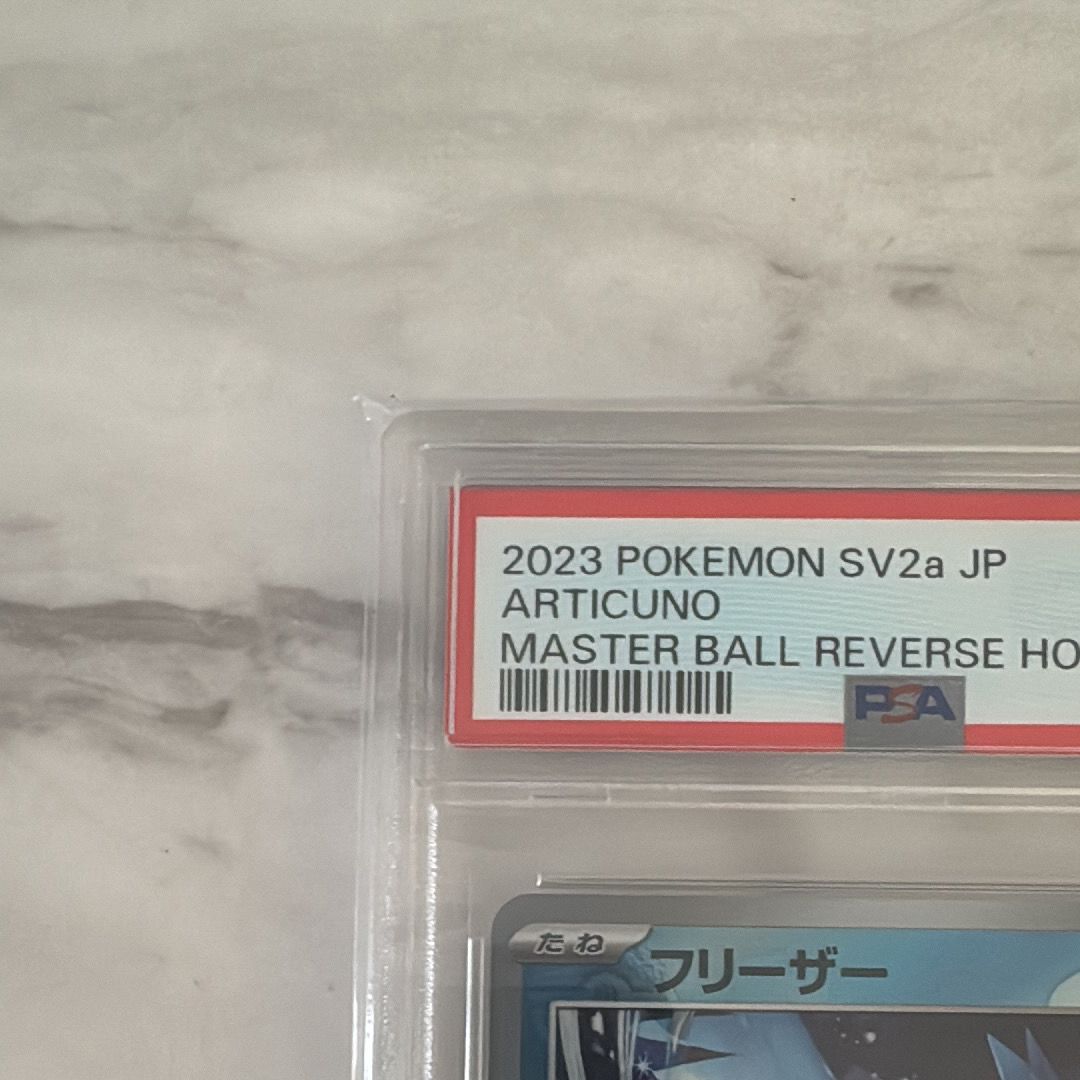 2023 POKEMON SV2a JP
ARTICUNO
MASTER BALL REVERSE HO
PSA
たね
フリーザー